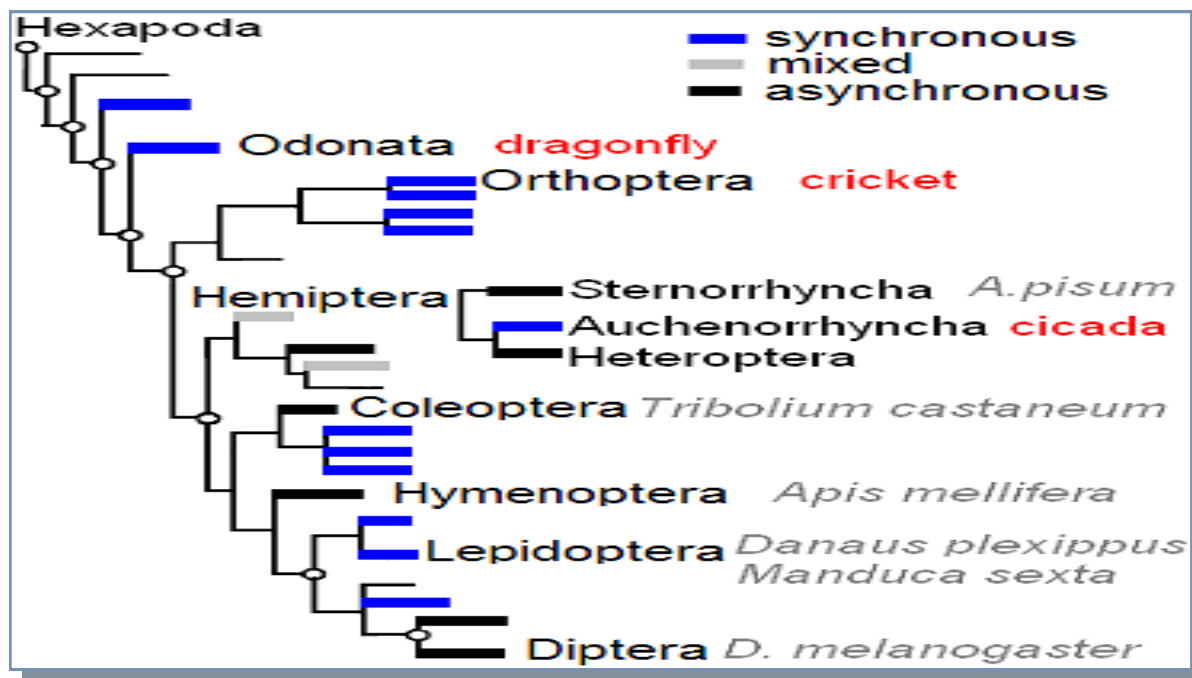 Hexapoda
synchronous
mixed
asynchronous
Odonata dragonfly
Orthoptera cricket
Hemiptera
Sternorrhyncha A.pisum
Auchenorrhyncha cicada
Heteroptera
Coleoptera Tribolium castaneum
Hymenoptera Apis mellifera
Lepidoptera Danaus plexippus
Manduca sexta
Diptera D. melanogaster